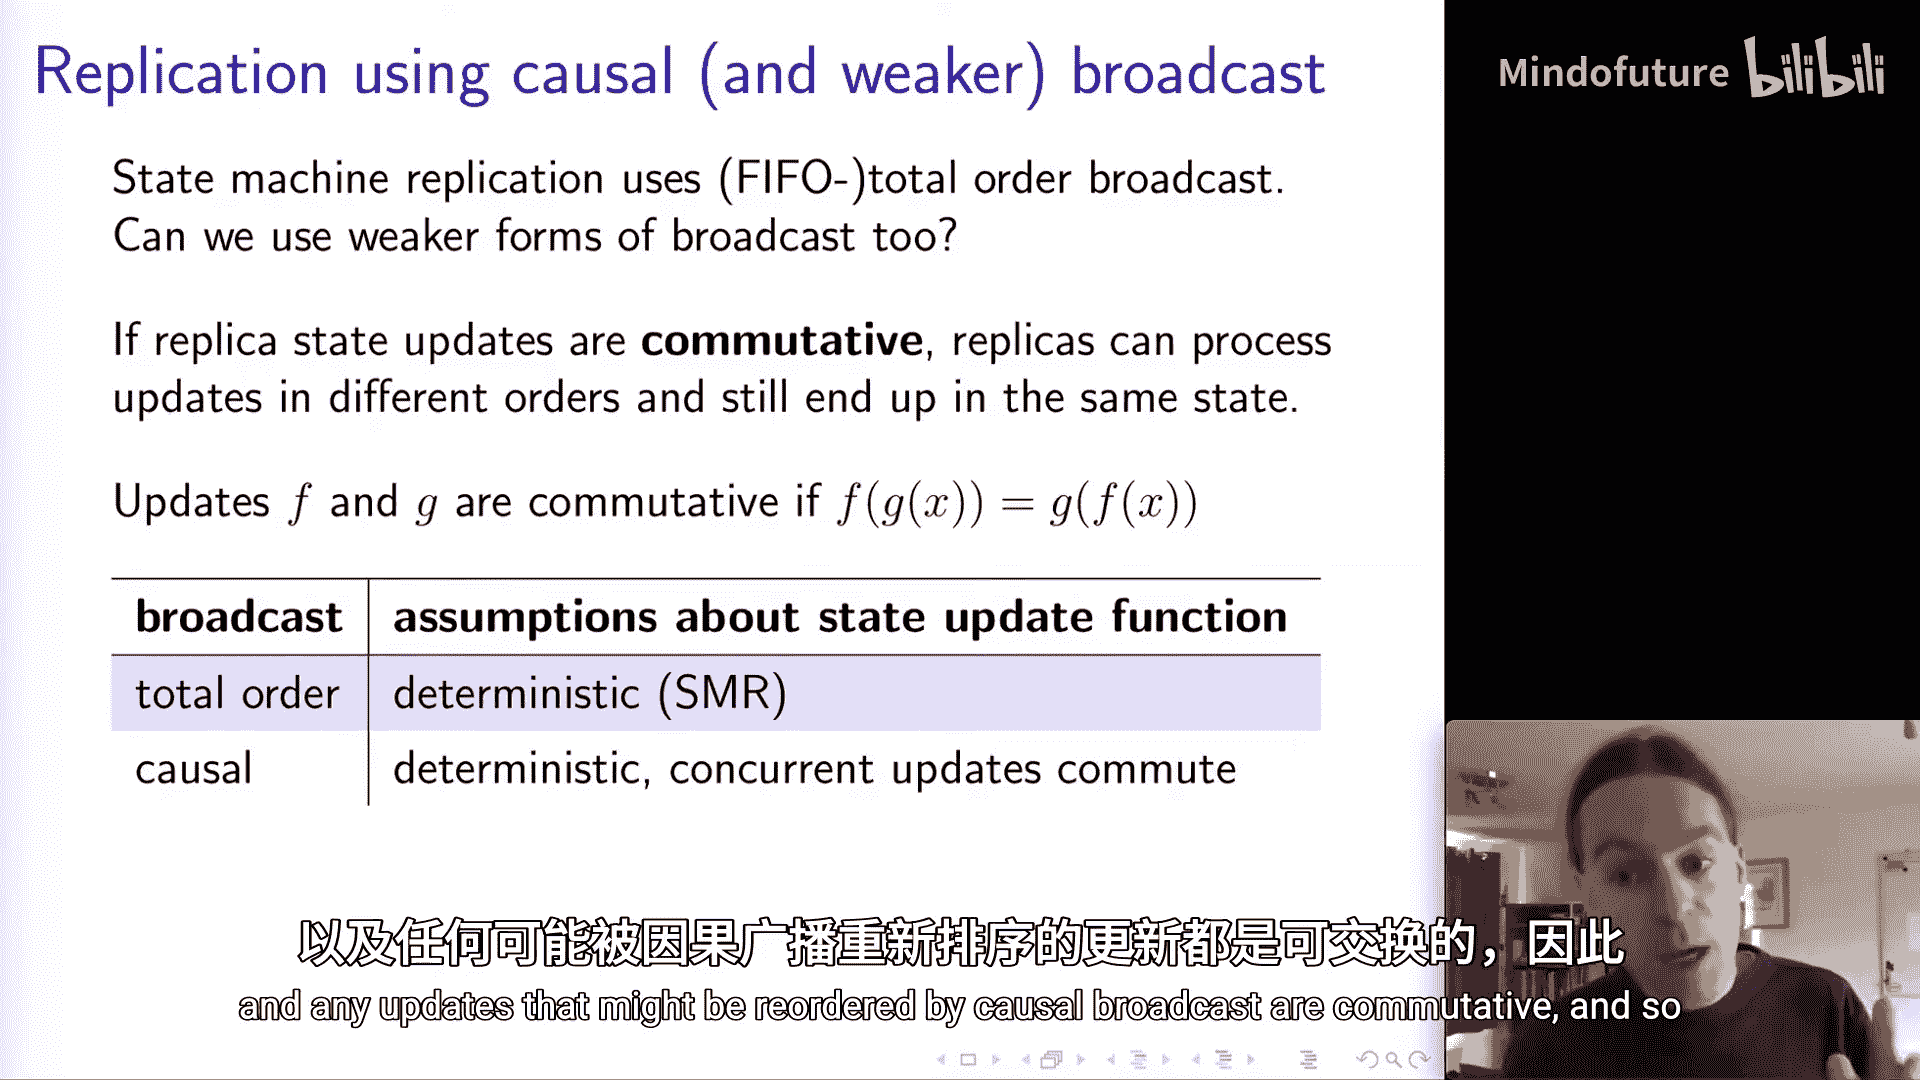 Replication using causal (and weaker) broadcast
Mindofuture bilibili
State machine replication uses (FIFO-)total order broadcast.
Can we use weaker forms of broadcast too?
If replica state updates are commutative, replicas can process
updates in different orders and still end up in the same state.
Updates f and g are commutative if f(g(x)) = g(f(x))
broadcast assumptions about state update function
total order deterministic (SMR)
causal deterministic, concurrent updates commute
以及任何可能被因果广播重新排序的更新都是可交换的，因此
and any updates that might be reordered by causal broadcast are commutative, and so